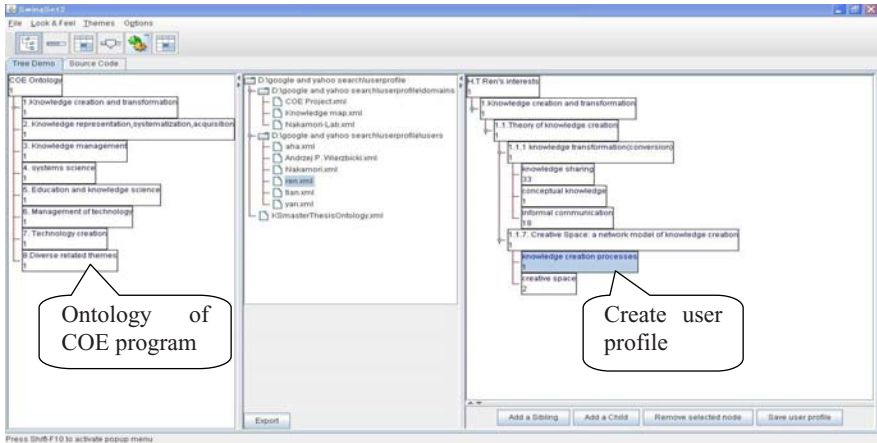 SwingSet2
File Look & Feel Themes Options
Tree Demo Source Code
COE Ontology
1
1.Knowledge creation and transformation
1
2. Knowledge representation,systematization,acquisition
1
3. Knowledge management
1
4. systems science
1
5. Education and knowledge science
1
6. Management of technology
1
7. Technology creation
1
8.Diverse related themes
1
Ontology of
COE program
D:\google and yahoo search\userprofile
D:\google and yahoo search\userprofile\domains
COE Project.xml
Knowledge map.xml
Nakamori-Lab.xml
D:\google and yahoo search\userprofile\users
aha.xml
Andrzej P. Wierzbicki.xml
Nakamori.xml
ren.xml
tian.xml
yan.xml
KSmasterThesisOntology.xml
Export
H.T Ren's interests
1
1.Knowledge creation and transformation
1
1.1.Theory of knowledge creation
1
1.1.1 knowledge transformation(conversion)
1
knowledge sharing
33
conceptual knowledge
1
informal communication
18
1.1.7. Creative Space: a network model of knowledge creation
1
knowledge creation processes
1
creative space
2
Create user
profile
Add a Sibling Add a Child Remove selected node Save user profile
Press Shift-F10 to activate popup menu